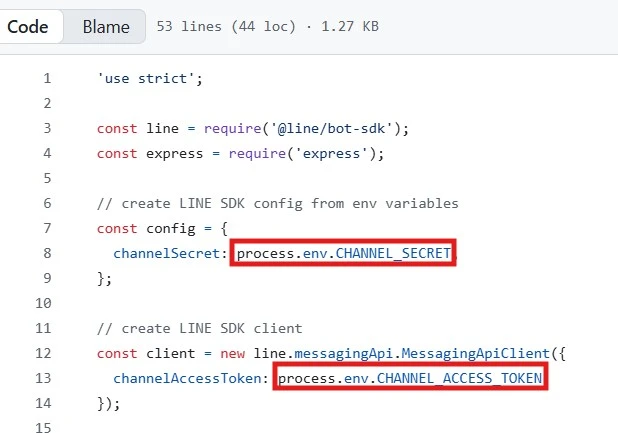 Code Blame 53 lines (44 loc) · 1.27 KB
1 'use strict';
2
3 const line = require('@line/bot-sdk');
4 const express = require('express');
5
6 // create LINE SDK config from env variables
7 const config = {
8 channelSecret: process.env.CHANNEL_SECRET,
9 };
10
11 // create LINE SDK client
12 const client = new line.messagingApi.MessagingApiClient({
13 channelAccessToken: process.env.CHANNEL_ACCESS_TOKEN
14 });
15